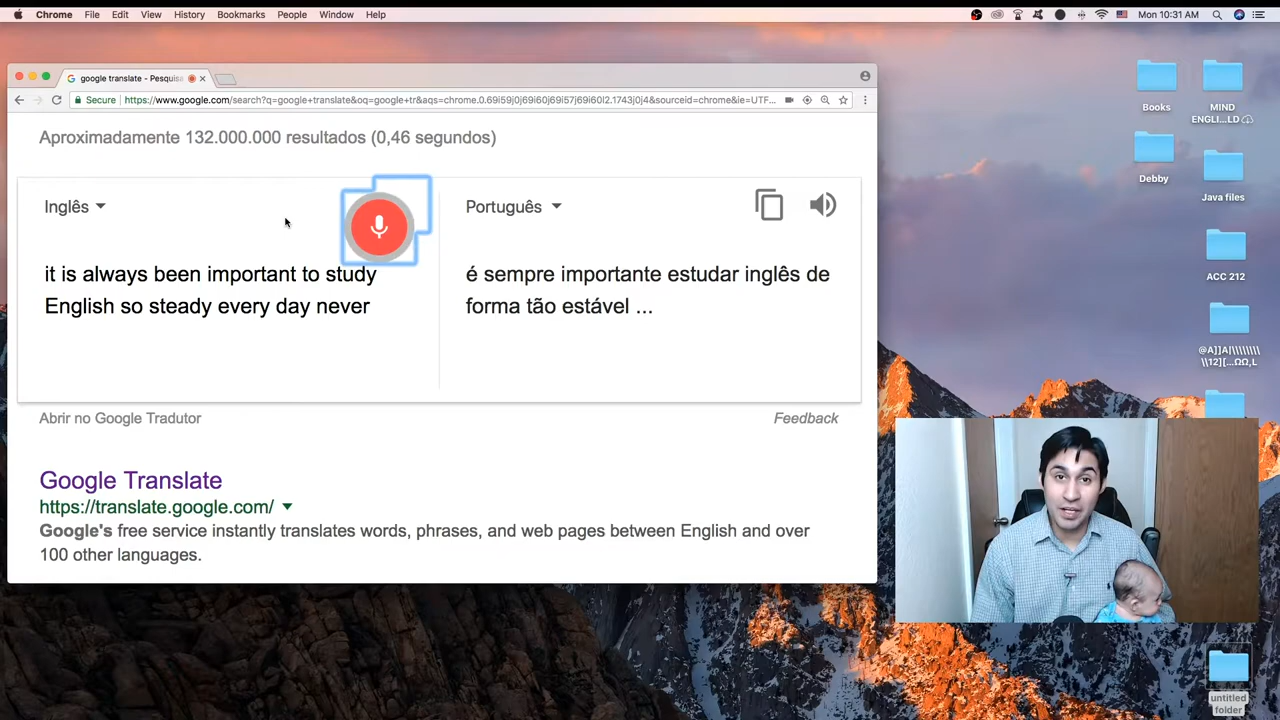 Chrome File Edit View History Bookmarks People Window Help
Mon 10:31 AM
google translate - Pesquisa
Secure https://www.google.com/search?q=google+translate&oq=google+tr&aqs=chrome.0.69i59j0j69i60j69i57j69i60l2.1743j0j4&sourceid=chrome&ie=UTF...
Aproximadamente 132.000.000 resultados (0,46 segundos)
Inglês
Português
it is always been important to study
English so steady every day never
é sempre importante estudar inglês de
forma tão estável ...
Abrir no Google Tradutor
Feedback
Google Translate
https://translate.google.com/
Google's free service instantly translates words, phrases, and web pages between English and over
100 other languages.
Books
MIND
ENGLI...LD
Debby
Java files
ACC 212
untitled
folder